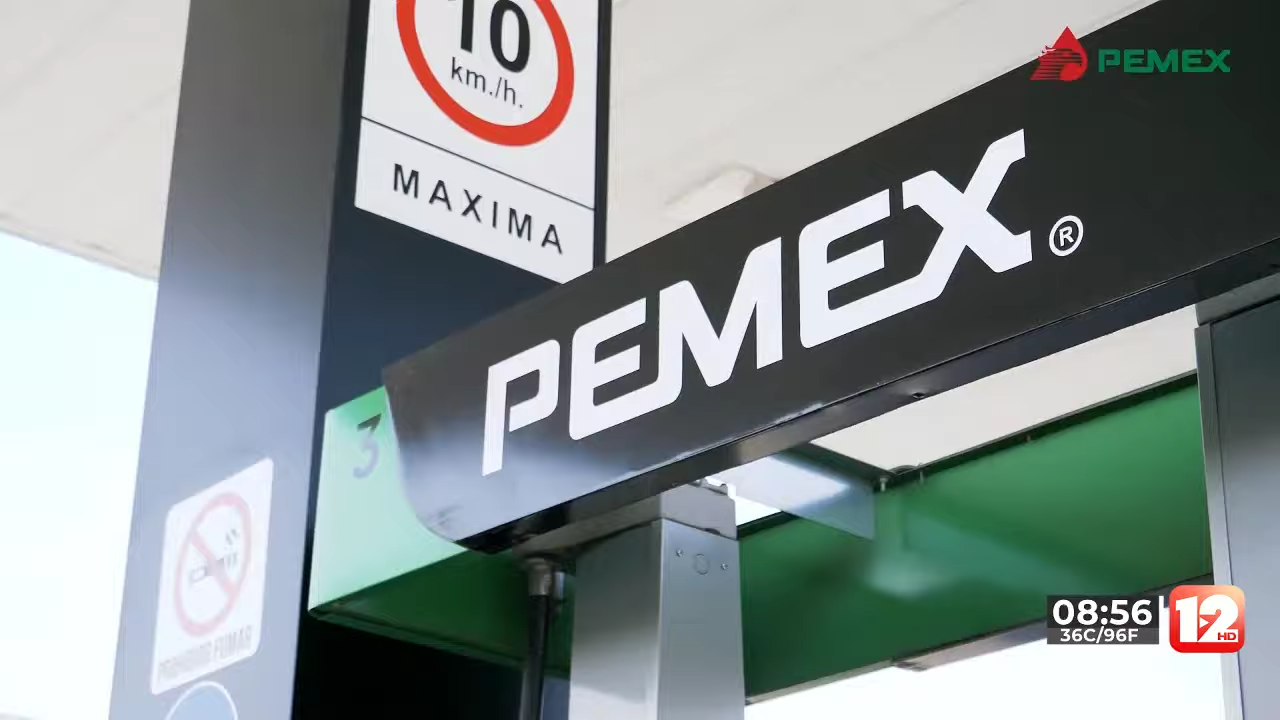 10
km./h.
MAXIMA
PEMEX
PEMEX®
3
PROHIBIDO FUMAR
08:56
36C/96F
12
HD